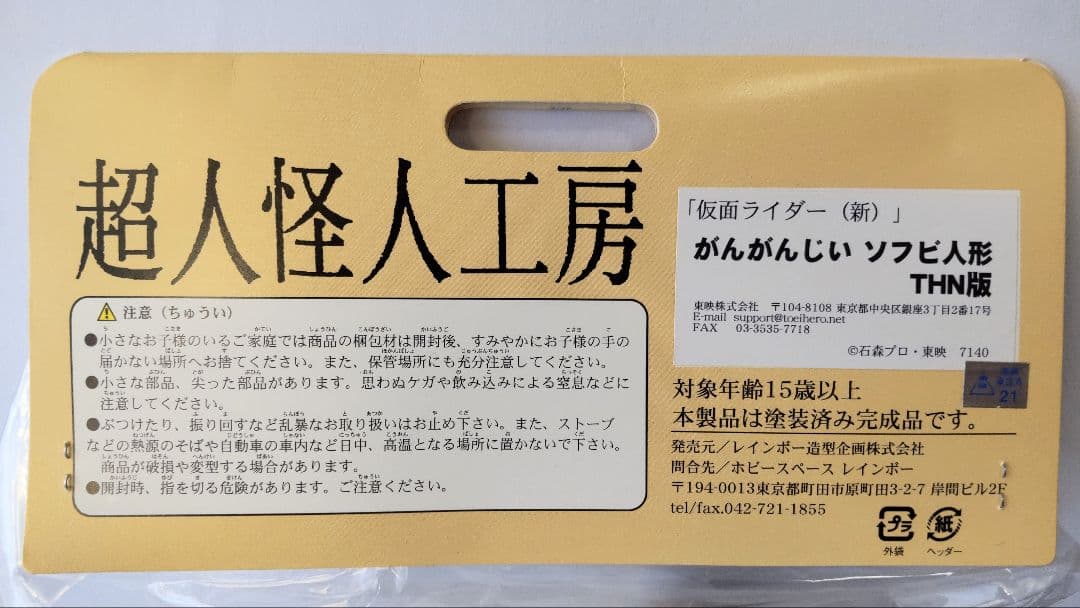 超人怪人工房
「仮面ライダー（新）」
がんがんじい ソフビ人形
THN版
東映株式会社 〒104-8108 東京都中央区銀座3丁目2番17号
E-mail support@toeihero.net
FAX 03-3535-7718
©石森プロ・東映 7140
注意（ちゅうい）
●小さなお子様のいるご家庭では商品の梱包材は開封後、すみやかにお子様の手の
届かない場所へお捨てください。また、保管場所にも充分注意してください。
●小さな部品、尖った部品があります。思わぬケガや飲み込みによる窒息などに
注意してください。
●ぶつけたり、振り回すなど乱暴なお取り扱いはお止め下さい。また、ストーブ
などの熱源のそばや自動車の車内など日中、高温となる場所に置かないで下さい。
商品が破損や変型する場合があります。
●開封時、指を切る危険があります。ご注意ください。
対象年齢15歳以上
本製品は塗装済み完成品です。
発売元／レインボー造型企画株式会社
問合先／ホビースペース レインボー
〒194-0013東京都町田市原町田3-2-7 岸間ビル2F
tel/fax.042-721-1855
プラ
外袋
紙
ヘッダー
21